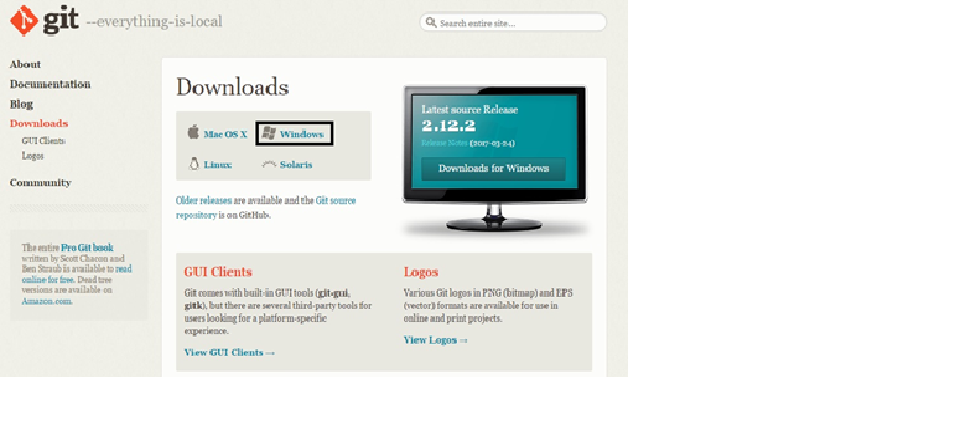 git --everything-is-local
Search entire site...
About
Documentation
Blog
Downloads
GUI Clients
Logos
Community
The entire Pro Git book
written by Scott Chacon and
Ben Straub is available to read
online for free. Dead tree
versions are available on
Amazon.com.
Downloads
Mac OS X
Windows
Linux
Solaris
Older releases are available and the Git source
repository is on GitHub.
Latest source Release
2.12.2
Release Notes (2017-03-24)
Downloads for Windows
GUI Clients
Git comes with built-in GUI tools (git-gui,
gitk), but there are several third-party tools for
users looking for a platform-specific
experience.
View GUI Clients →
Logos
Various Git logos in PNG (bitmap) and EPS
(vector) formats are available for use in
online and print projects.
View Logos →